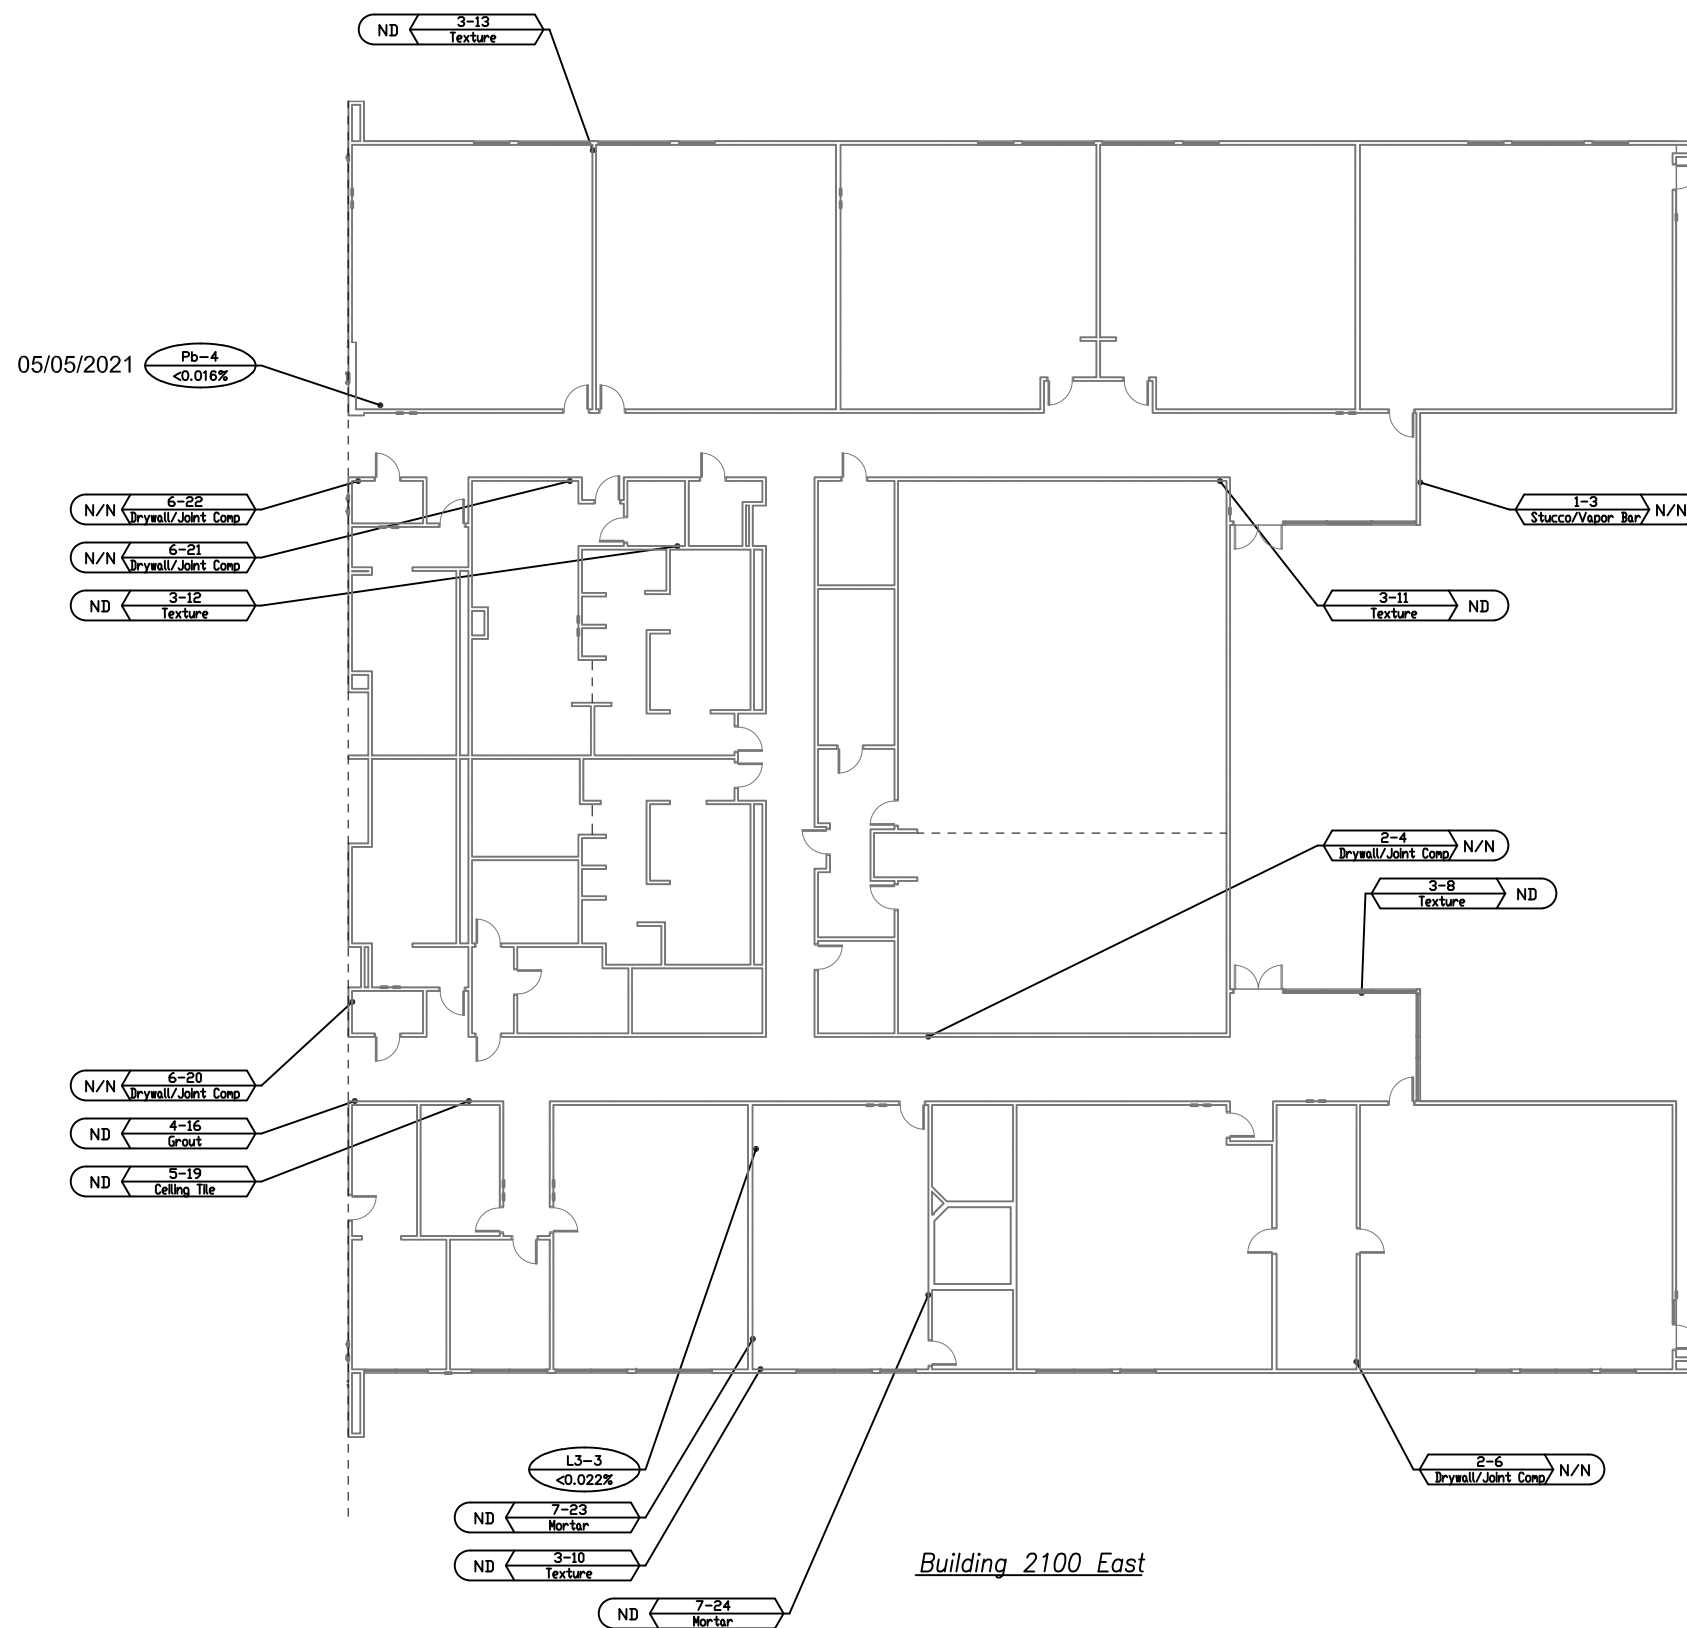 ND
3-13
Texture
05/05/2021
Pb-4
<0.016%
N/N
6-22
Drywall/Joint Comp
N/N
6-21
Drywall/Joint Comp
ND
3-12
Texture
1-3
Stucco/Vapor Bar
N/N
3-11
Texture
ND
2-4
Drywall/Joint Comp
N/N
3-8
Texture
ND
N/N
6-20
Drywall/Joint Comp
ND
4-16
Grout
ND
5-19
Ceiling Tile
L3-3
<0.022%
ND
7-23
Mortar
ND
3-10
Texture
ND
7-24
Mortar
2-6
Drywall/Joint Comp
N/N
Building 2100 East